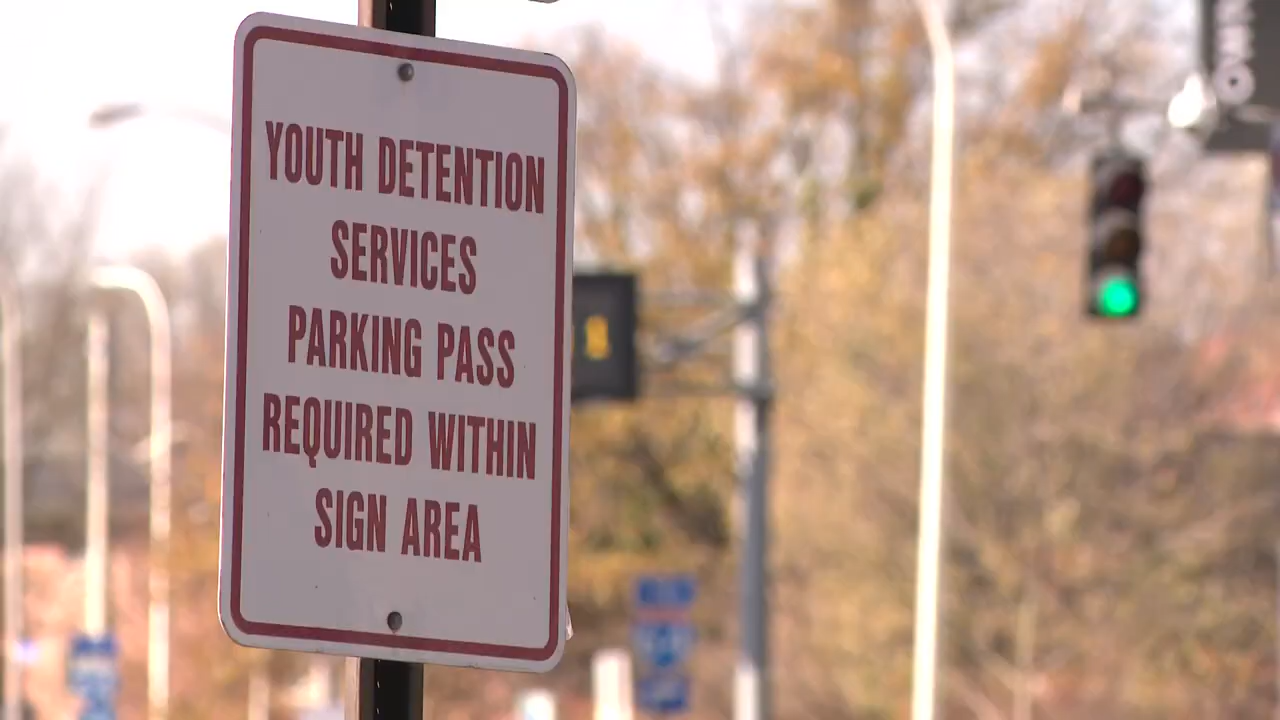 YOUTH DETENTION
SERVICES
PARKING PASS
REQUIRED WITHIN
SIGN AREA